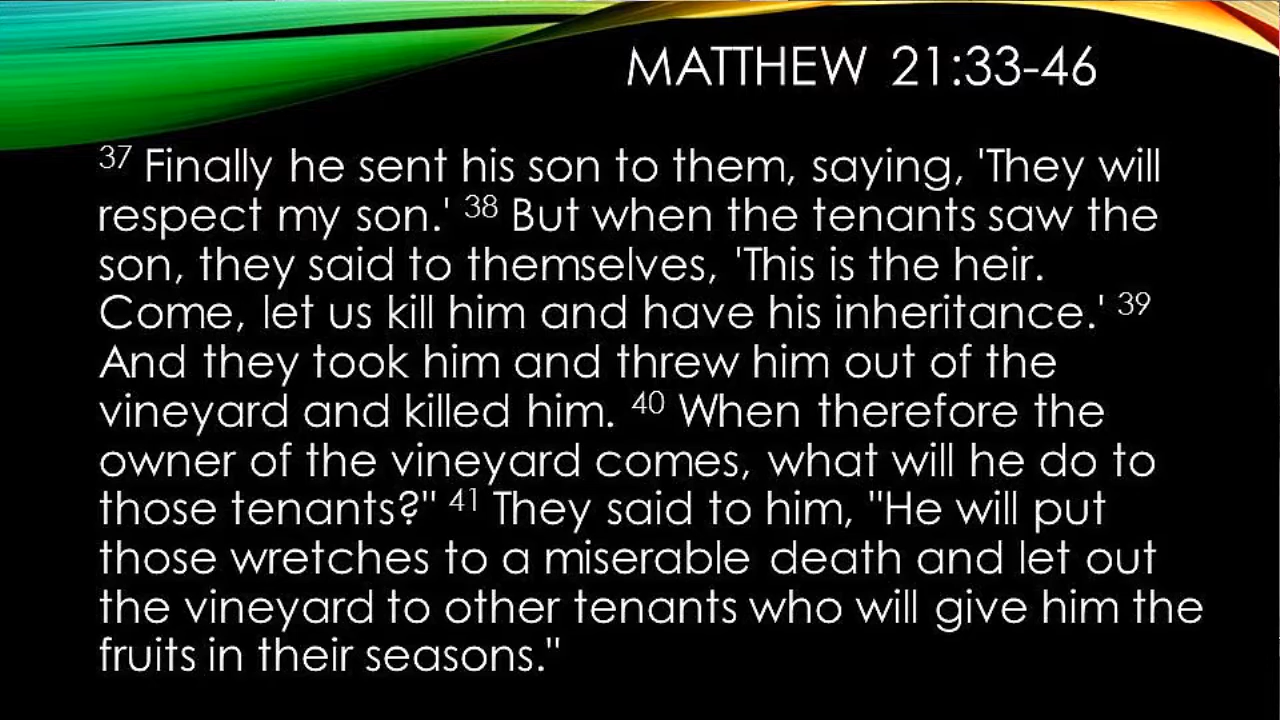 MATTHEW 21:33-46
37 Finally he sent his son to them, saying, 'They will
respect my son.' 38 But when the tenants saw the
son, they said to themselves, 'This is the heir.
Come, let us kill him and have his inheritance.' 39
And they took him and threw him out of the
vineyard and killed him. 40 When therefore the
owner of the vineyard comes, what will he do to
those tenants?" 41 They said to him, "He will put
those wretches to a miserable death and let out
the vineyard to other tenants who will give him the
fruits in their seasons."